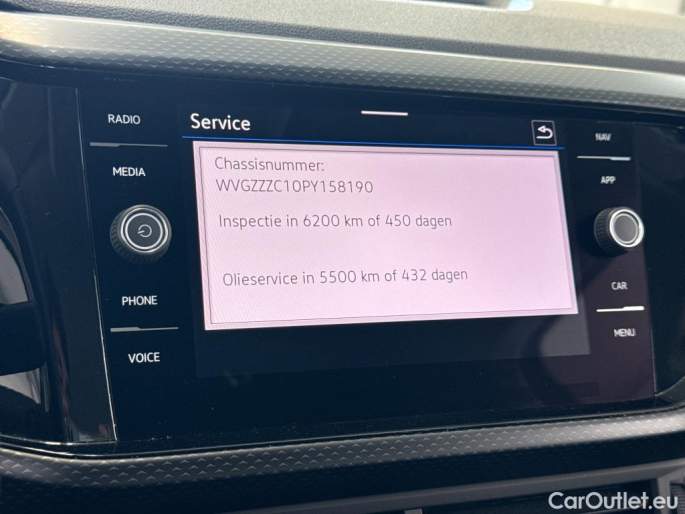 RADIO
MEDIA
PHONE
VOICE
Service
Chassisnummer:
WVGZZZC1OPY158190
Inspectie in 6200 km of 450 dagen
Olieservice in 5500 km of 432 dagen
NAV
APP
CAR
MENU
CarOutlet.eu